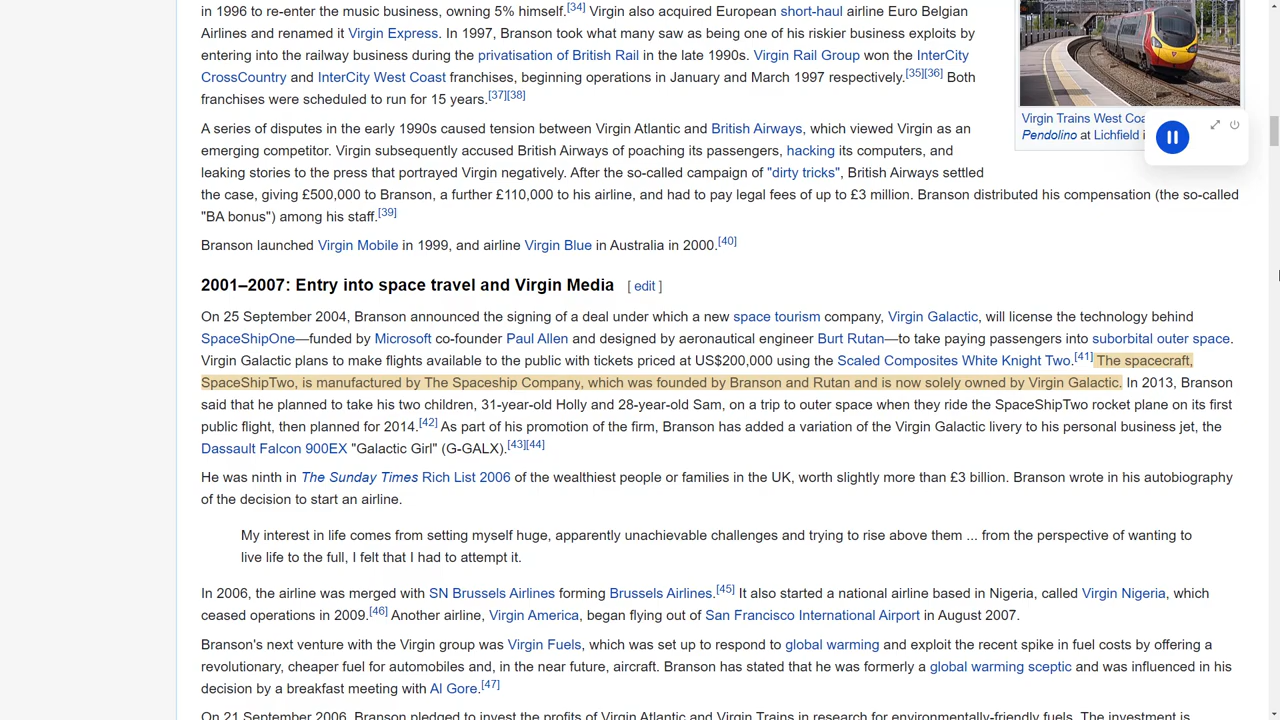 in 1996 to re-enter the music business, owning 5% himself.[34] Virgin also acquired European short-haul airline Euro Belgian
Airlines and renamed it Virgin Express. In 1997, Branson took what many saw as being one of his riskier business exploits by
entering into the railway business during the privatisation of British Rail in the late 1990s. Virgin Rail Group won the InterCity
CrossCountry and InterCity West Coast franchises, beginning operations in January and March 1997 respectively.[35][36] Both
franchises were scheduled to run for 15 years.[37][38]
Virgin Trains West Coa
Pendolino at Lichfield
A series of disputes in the early 1990s caused tension between Virgin Atlantic and British Airways, which viewed Virgin as an
emerging competitor. Virgin subsequently accused British Airways of poaching its passengers, hacking its computers, and
leaking stories to the press that portrayed Virgin negatively. After the so-called campaign of "dirty tricks", British Airways settled
the case, giving £500,000 to Branson, a further £110,000 to his airline, and had to pay legal fees of up to £3 million. Branson distributed his compensation (the so-called
"BA bonus") among his staff.[39]
Branson launched Virgin Mobile in 1999, and airline Virgin Blue in Australia in 2000.[40]
2001–2007: Entry into space travel and Virgin Media [ edit ]
On 25 September 2004, Branson announced the signing of a deal under which a new space tourism company, Virgin Galactic, will license the technology behind
SpaceShipOne—funded by Microsoft co-founder Paul Allen and designed by aeronautical engineer Burt Rutan—to take paying passengers into suborbital outer space.
Virgin Galactic plans to make flights available to the public with tickets priced at US$200,000 using the Scaled Composites White Knight Two.[41] The spacecraft,
SpaceShipTwo, is manufactured by The Spaceship Company, which was founded by Branson and Rutan and is now solely owned by Virgin Galactic. In 2013, Branson
said that he planned to take his two children, 31-year-old Holly and 28-year-old Sam, on a trip to outer space when they ride the SpaceShipTwo rocket plane on its first
public flight, then planned for 2014.[42] As part of his promotion of the firm, Branson has added a variation of the Virgin Galactic livery to his personal business jet, the
Dassault Falcon 900EX "Galactic Girl" (G-GALX).[43][44]
He was ninth in The Sunday Times Rich List 2006 of the wealthiest people or families in the UK, worth slightly more than £3 billion. Branson wrote in his autobiography
of the decision to start an airline.
My interest in life comes from setting myself huge, apparently unachievable challenges and trying to rise above them ... from the perspective of wanting to
live life to the full, I felt that I had to attempt it.
In 2006, the airline was merged with SN Brussels Airlines forming Brussels Airlines.[45] It also started a national airline based in Nigeria, called Virgin Nigeria, which
ceased operations in 2009.[46] Another airline, Virgin America, began flying out of San Francisco International Airport in August 2007.
Branson's next venture with the Virgin group was Virgin Fuels, which was set up to respond to global warming and exploit the recent spike in fuel costs by offering a
revolutionary, cheaper fuel for automobiles and, in the near future, aircraft. Branson has stated that he was formerly a global warming sceptic and was influenced in his
decision by a breakfast meeting with Al Gore.[47]
On 21 September 2006, Branson pledged to invest the profits of Virgin Atlantic and Virgin Trains in research for environmentally-friendly fuels. The investment is